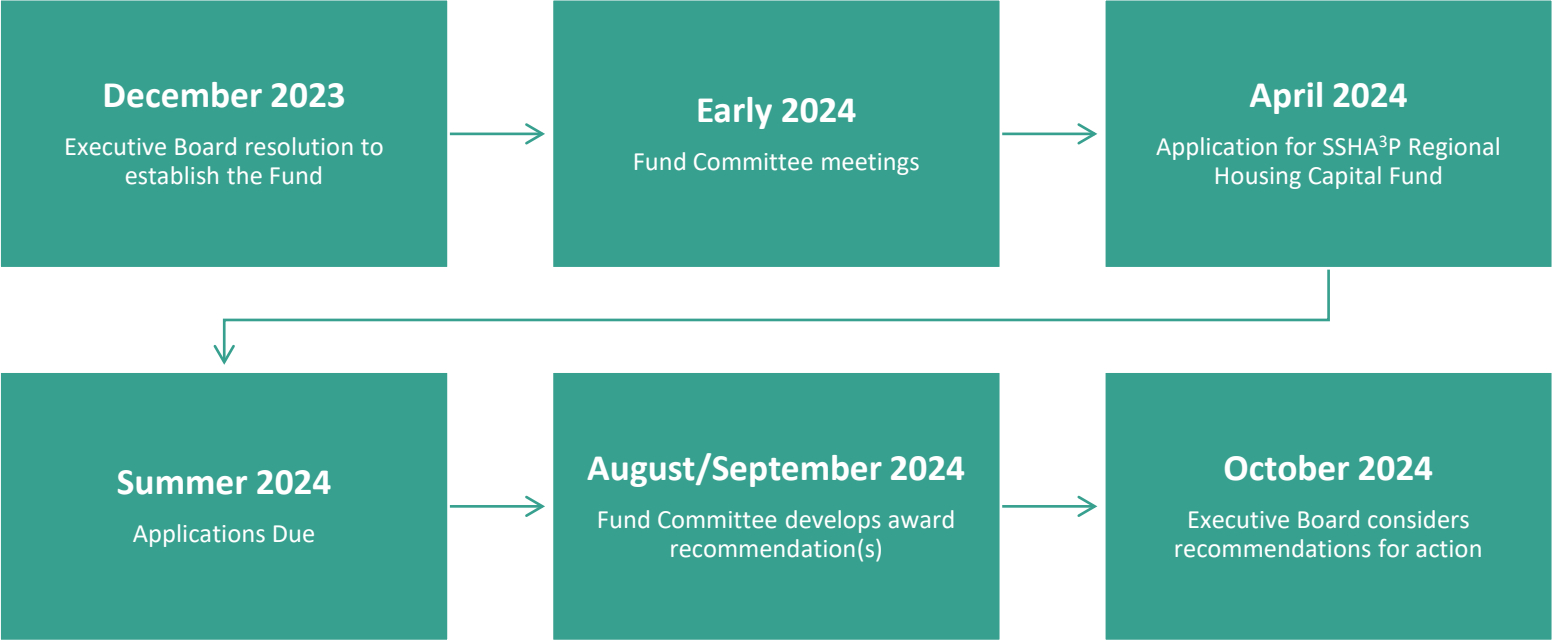 December 2023
Executive Board resolution to
establish the Fund
Early 2024
Fund Committee meetings
April 2024
Application for SSHA³P Regional
Housing Capital Fund
Summer 2024
Applications Due
August/September 2024
Fund Committee develops award
recommendation(s)
October 2024
Executive Board considers
recommendations for action